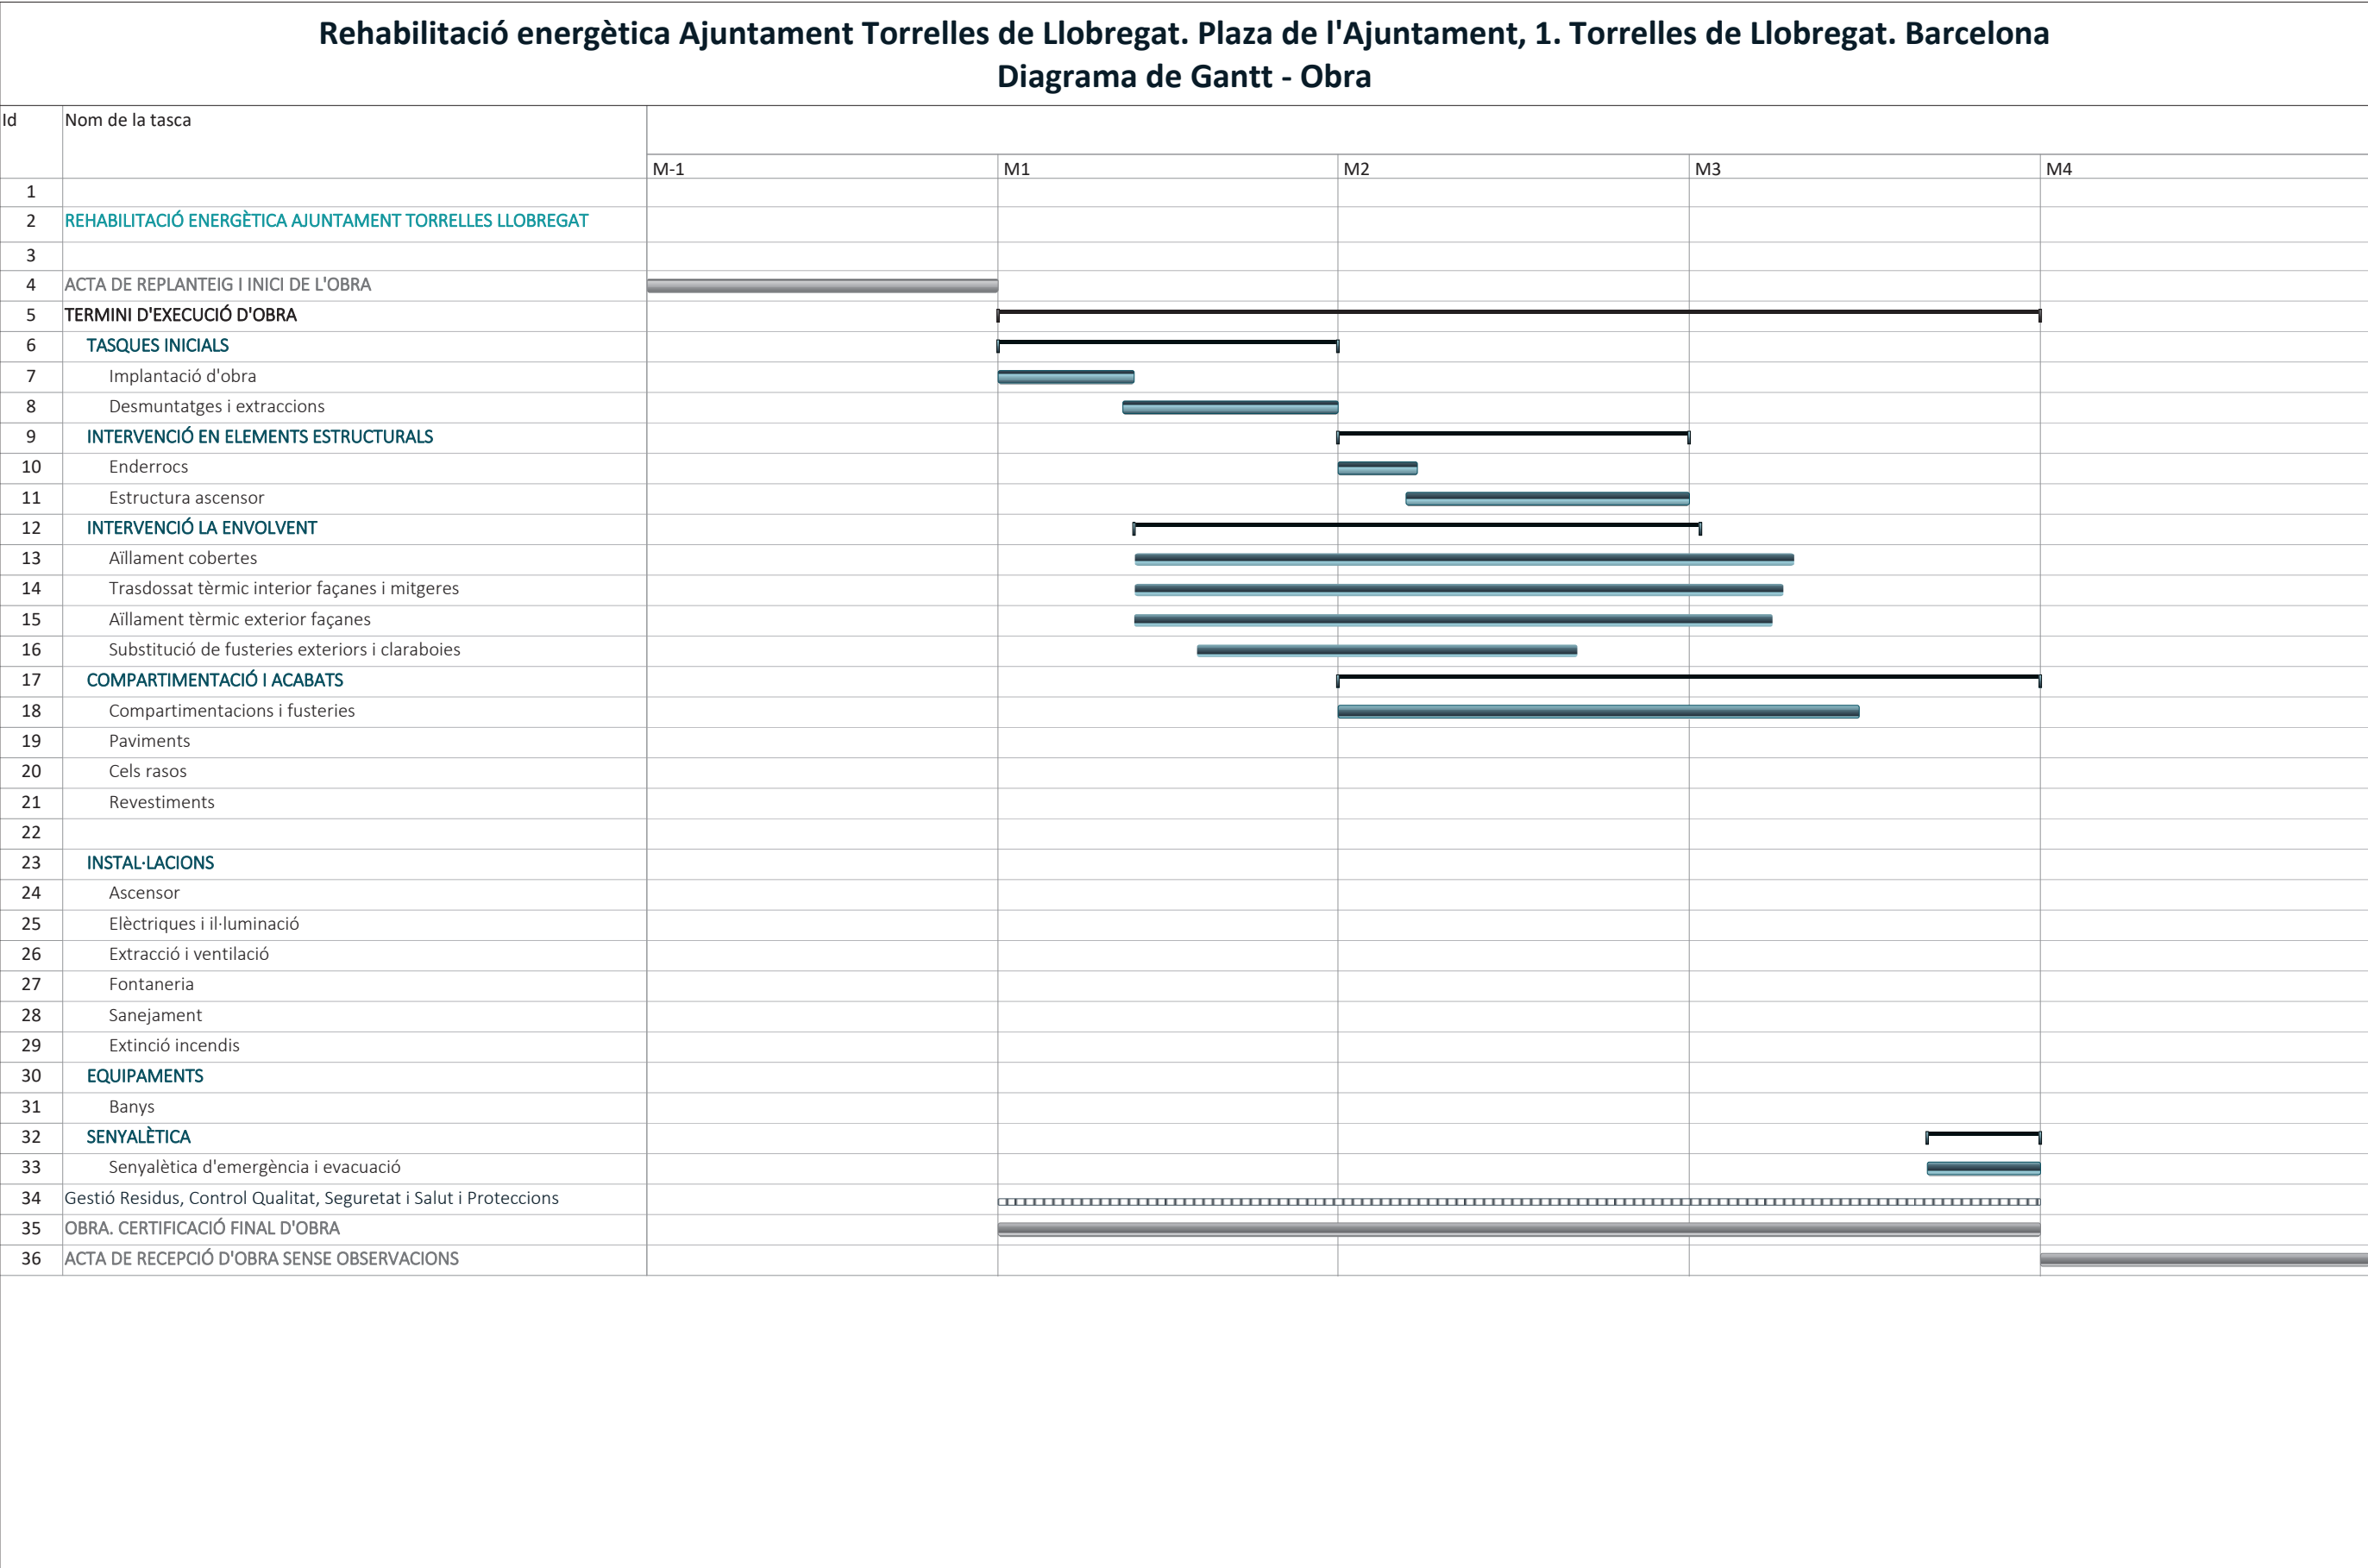 Rehabilitació energètica Ajuntament Torrelles de Llobregat. Plaza de l'Ajuntament, 1. Torrelles de Llobregat. Barcelona
Diagrama de Gantt - Obra
Id Nom de la tasca
M-1 M1 M2 M3 M4
1
2 REHABILITACIÓ ENERGÈTICA AJUNTAMENT TORRELLES LLOBREGAT
3
4 ACTA DE REPLANTEIG I INICI DE L'OBRA
5 TERMINI D'EXECUCIÓ D'OBRA
6 TASQUES INICIALS
7 Implantació d'obra
8 Desmuntatges i extraccions
9 INTERVENCIÓ EN ELEMENTS ESTRUCTURALS
10 Enderrocs
11 Estructura ascensor
12 INTERVENCIÓ LA ENVOLVENT
13 Aïllament cobertes
14 Trasdossat tèrmic interior façanes i mitgeres
15 Aïllament tèrmic exterior façanes
16 Substitució de fusteries exteriors i claraboies
17 COMPARTIMENTACIÓ I ACABATS
18 Compartimentacions i fusteries
19 Paviments
20 Cels rasos
21 Revestiments
22
23 INSTAL·LACIONS
24 Ascensor
25 Elèctriques i il·luminació
26 Extracció i ventilació
27 Fontaneria
28 Sanejament
29 Extinció incendis
30 EQUIPAMENTS
31 Banys
32 SENYALÈTICA
33 Senyalètica d'emergència i evacuació
34 Gestió Residus, Control Qualitat, Seguretat i Salut i Proteccions
35 OBRA. CERTIFICACIÓ FINAL D'OBRA
36 ACTA DE RECEPCIÓ D'OBRA SENSE OBSERVACIONS